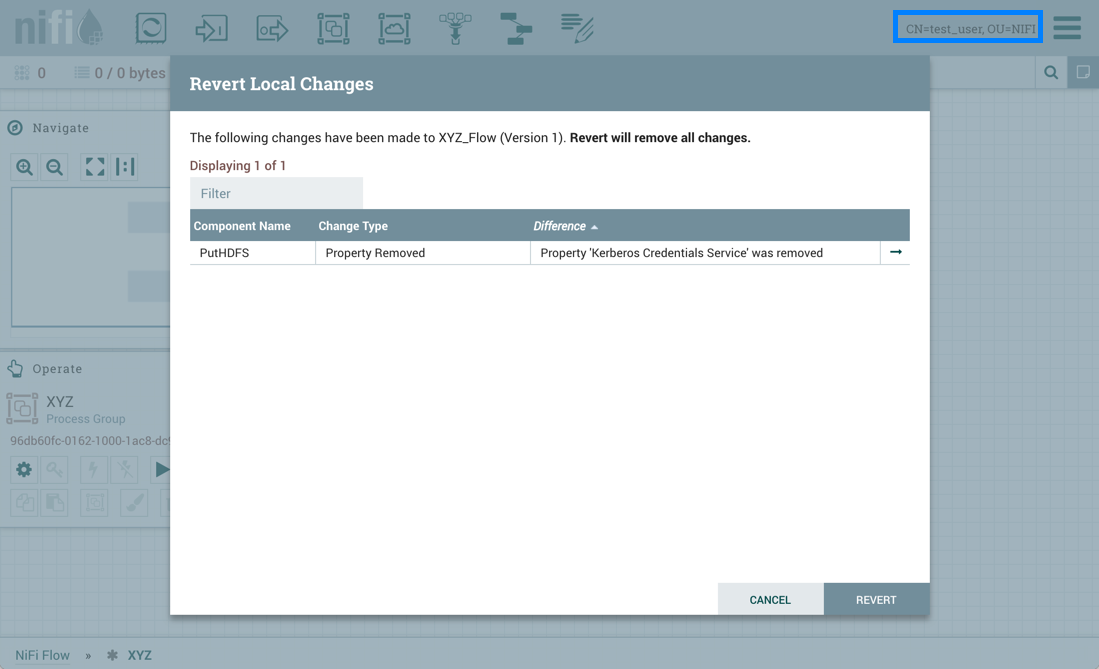 nifi
CN=test_user, OU=NIFI
0 0 / 0 bytes
Revert Local Changes
Navigate
The following changes have been made to XYZ_Flow (Version 1). Revert will remove all changes.
Displaying 1 of 1
Filter
Component Name Change Type Difference
PutHDFS Property Removed Property 'Kerberos Credentials Service' was removed
Operate
XYZ
Process Group
96db60fc-0162-1000-1ac8-dc
CANCEL REVERT
NiFi Flow » XYZ